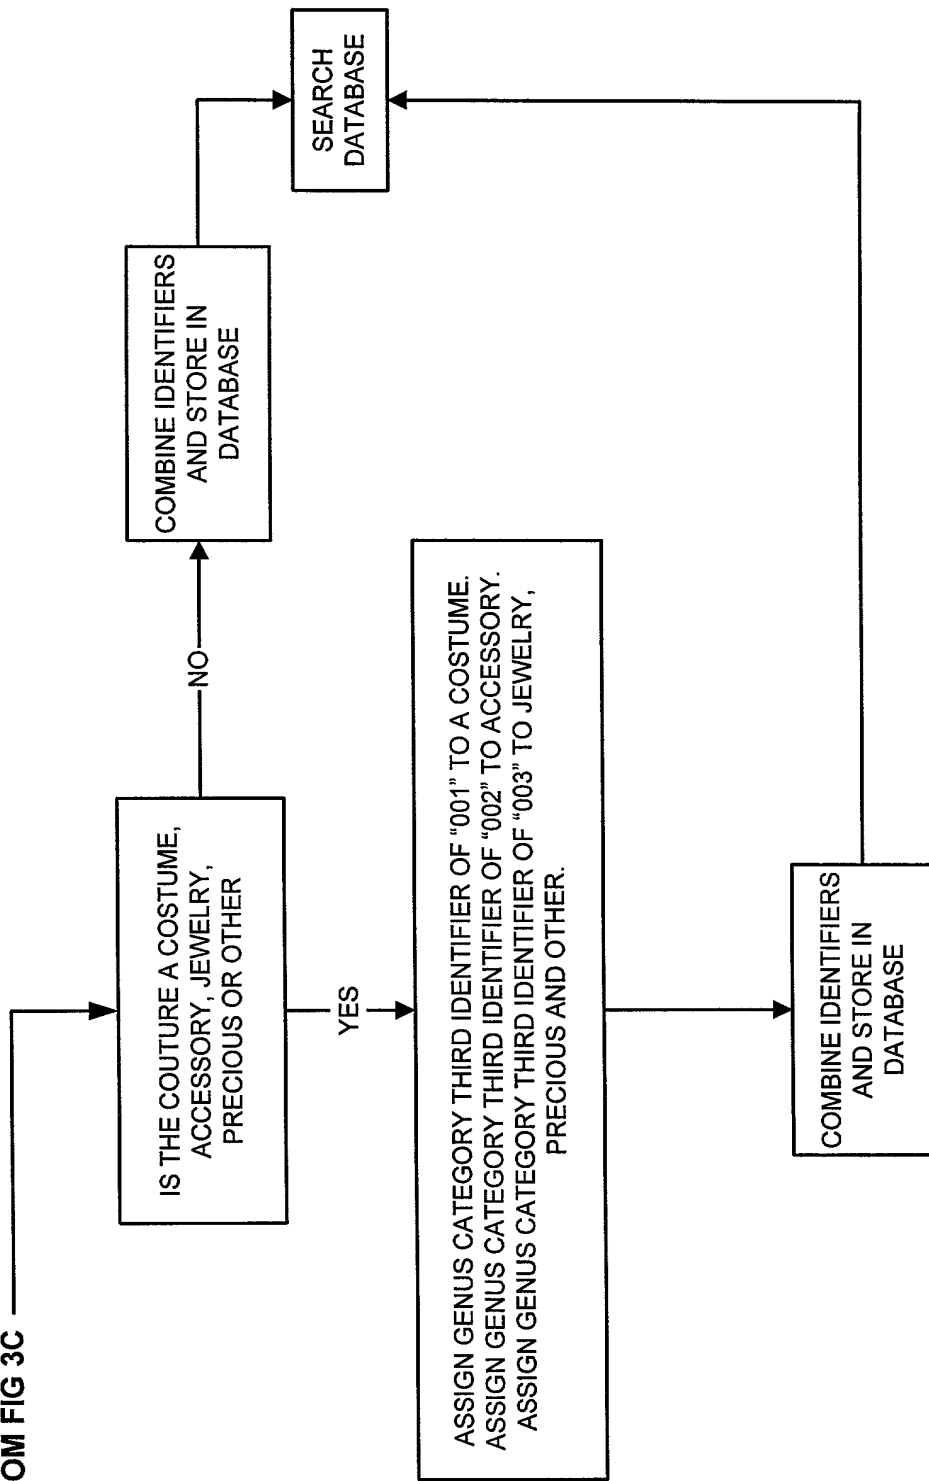 OM FIG 3C
IS THE COUTURE A COSTUME,
ACCESSORY, JEWELRY,
PRECIOUS OR OTHER
NO
COMBINE IDENTIFIERS
AND STORE IN
DATABASE
SEARCH
DATABASE
YES
ASSIGN GENUS CATEGORY THIRD IDENTIFIER OF "001" TO A COSTUME.
ASSIGN GENUS CATEGORY THIRD IDENTIFIER OF "002" TO ACCESSORY.
ASSIGN GENUS CATEGORY THIRD IDENTIFIER OF "003" TO JEWELRY,
PRECIOUS AND OTHER.
COMBINE IDENTIFIERS
AND STORE IN
DATABASE